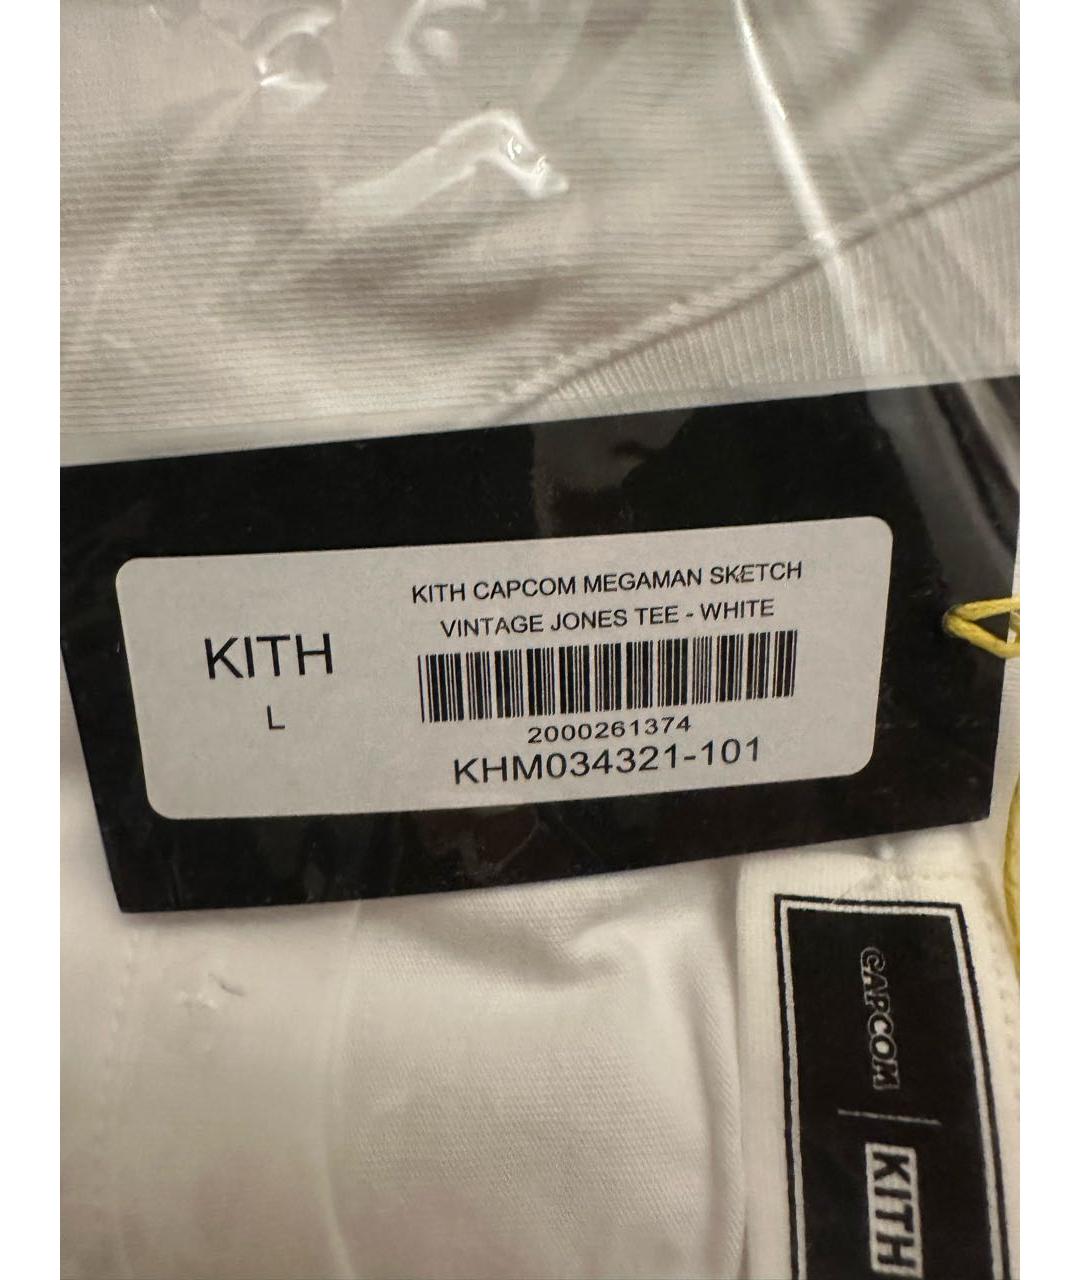 KITH CAPCOM MEGAMAN SKETCH
VINTAGE JONES TEE - WHITE
KITH
L
2000261374
KHM034321-101
CAPCOM | KITH